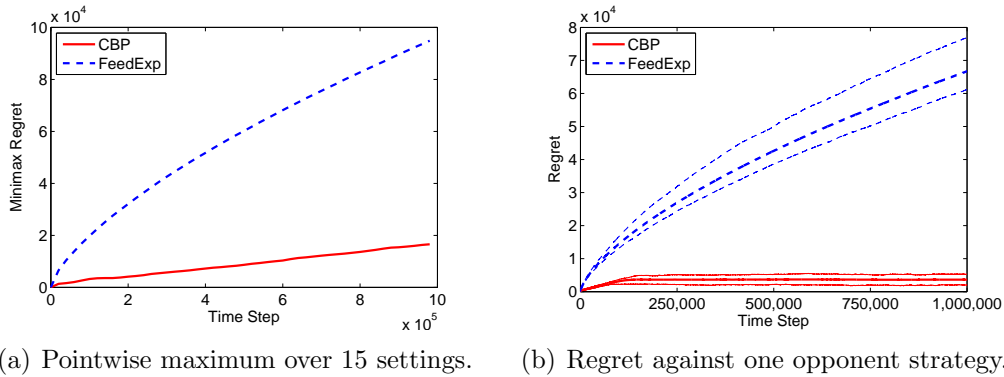 x 10^4
10
8
6
4
2
0
Minimax Regret
CBP
FeedExp
0 2 4 6 8 10
Time Step
x 10^5
(a) Pointwise maximum over 15 settings.
x 10^4
8
7
6
5
4
3
2
1
0
Regret
CBP
FeedExp
0 250,000 500,000 750,000 1,000,000
Time Step
(b) Regret against one opponent strategy.